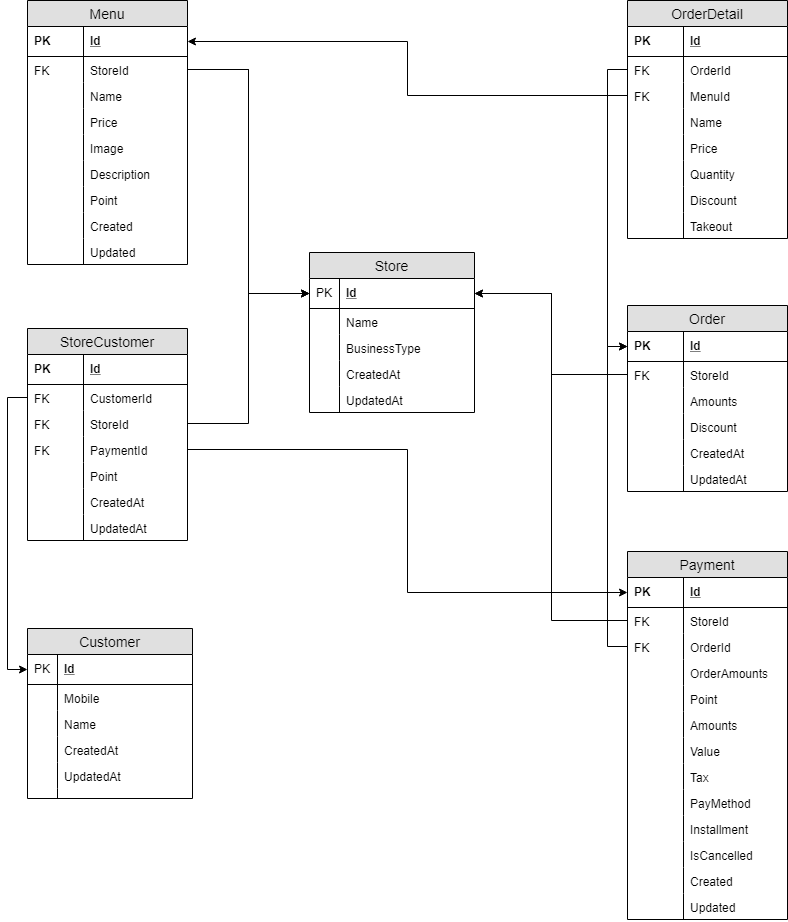 Menu
PK Id
FK StoreId
Name
Price
Image
Description
Point
Created
Updated
OrderDetail
PK Id
FK OrderId
FK MenuId
Name
Price
Quantity
Discount
Takeout
Store
PK Id
Name
BusinessType
CreatedAt
UpdatedAt
StoreCustomer
PK Id
FK CustomerId
FK StoreId
FK PaymentId
Point
CreatedAt
UpdatedAt
Order
PK Id
FK StoreId
Amounts
Discount
CreatedAt
UpdatedAt
Customer
PK Id
Mobile
Name
CreatedAt
UpdatedAt
Payment
PK Id
FK StoreId
FK OrderId
OrderAmounts
Point
Amounts
Value
Tax
PayMethod
Installment
IsCancelled
Created
Updated